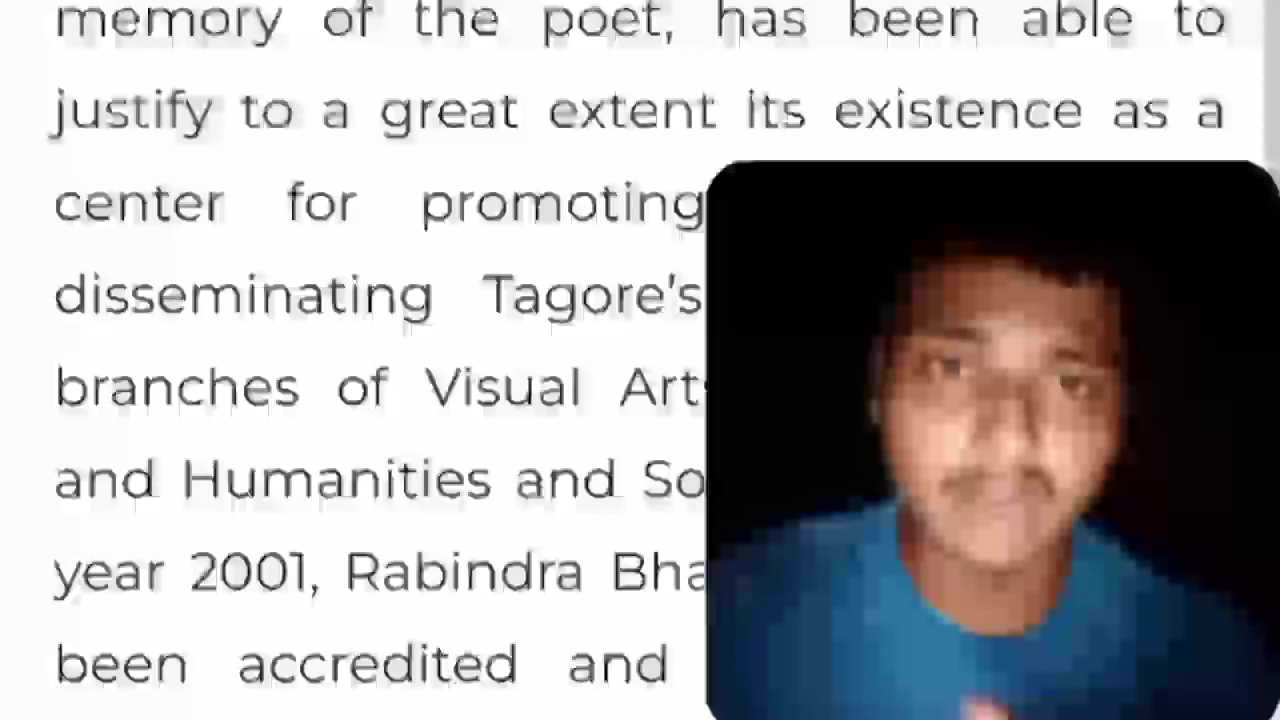 memory of the poet, has been able to
justify to a great extent its existence as a
center for promoting
disseminating Tagore's
branches of Visual Art
and Humanities and So
year 2001, Rabindra Bha
been accredited and